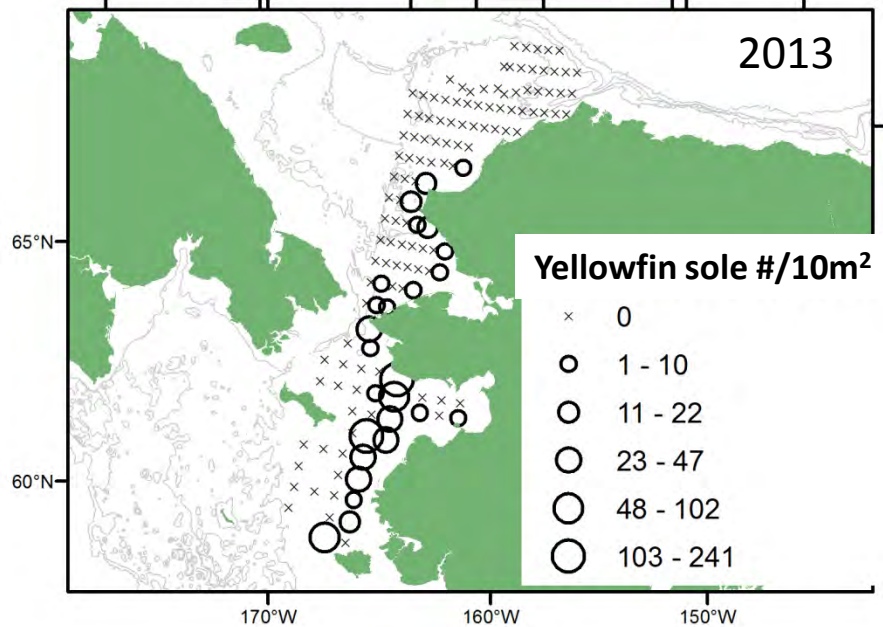 2013
65°N
Yellowfin sole #/10m²
0
1 - 10
11 - 22
23 - 47
48 - 102
103 - 241
60°N
170°W
160°W
150°W